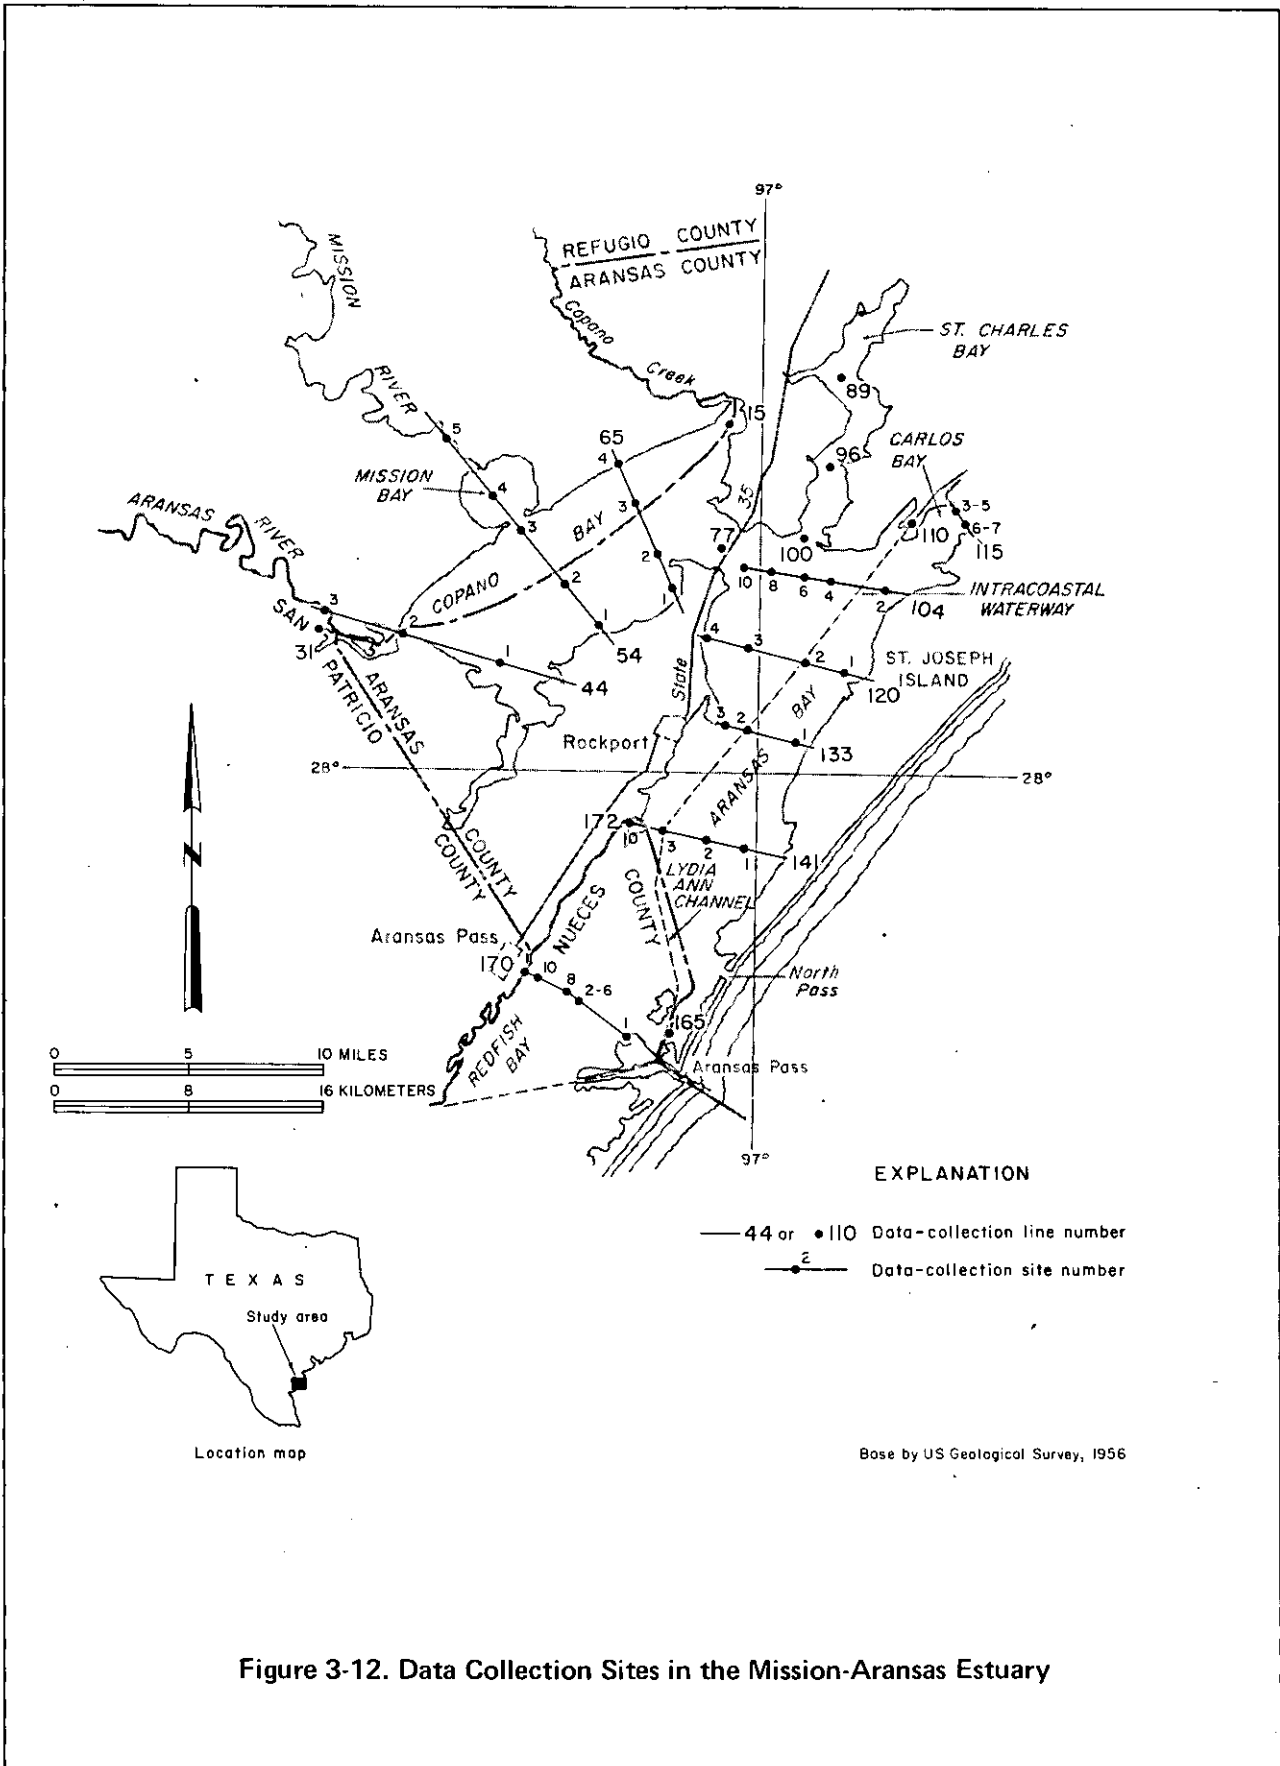 97°
REFUGIO COUNTY
ARANSAS COUNTY
MISSION
RIVER
Copano
Creek
ST. CHARLES
BAY
89
15
65
4
3
2
1
5
MISSION
BAY
4
3
2
1
54
CARLOS
BAY
96
35
ARANSAS
RIVER
BAY
COPANO
77
100
110
3-5
6-7
115
10
8
6
4
2
104
INTRACOASTAL
WATERWAY
SAN
PATRICIO
COUNTY
31
3
2
1
44
ARANSAS
COUNTY
State
4
3
2
1
120
ST. JOSEPH
ISLAND
BAY
ARANSAS
3
2
1
133
Rockport
28°
28°
172
10
3
2
1
141
LYDIA
ANN
CHANNEL
NUECES
COUNTY
N
Aransas Pass
170
10
8
2-6
1
165
North
Pass
REDFISH
BAY
Aransas Pass
0 5 10 MILES
0 8 16 KILOMETERS
97°
EXPLANATION
44 or 110 Data-collection line number
2 Data-collection site number
TEXAS
Study area
Location map
Base by US Geological Survey, 1956
Figure 3-12. Data Collection Sites in the Mission-Aransas Estuary